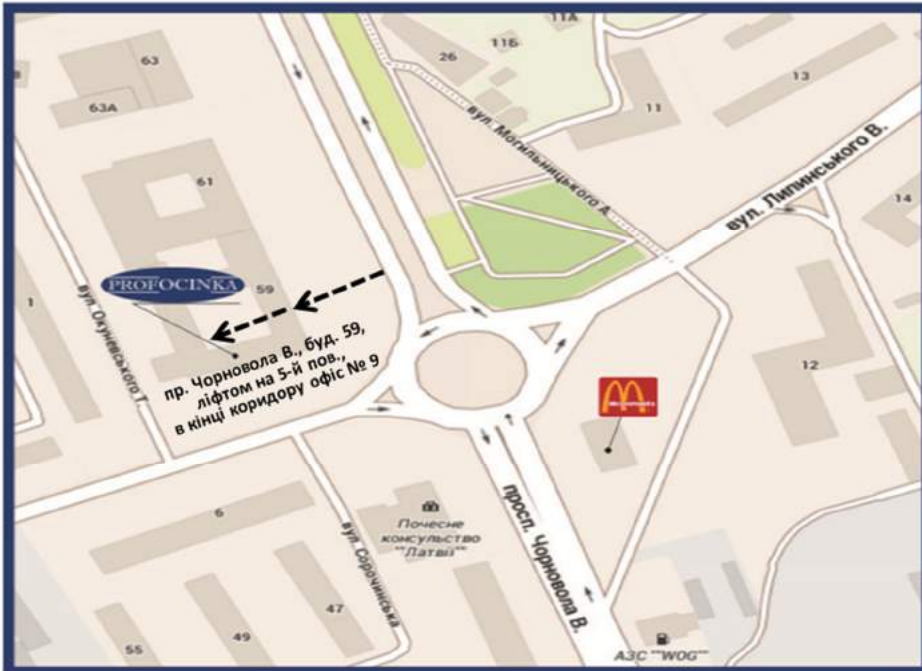 11А
11Б
63
26
13
63А
11
вул. Могильницького А.
вул. Липинського В.
61
14
PROFOCINKA
59
1
вул. Окуневського Т.
пр. Чорновола В., буд. 59,
ліфтом на 5-й пов.,
в кінці коридору офіс № 9
12
6
просп. Чорновола В.
Почесне
консульство
""Латвії""
вул. Сорочинська
47
49
55
АЗС ""WOG""